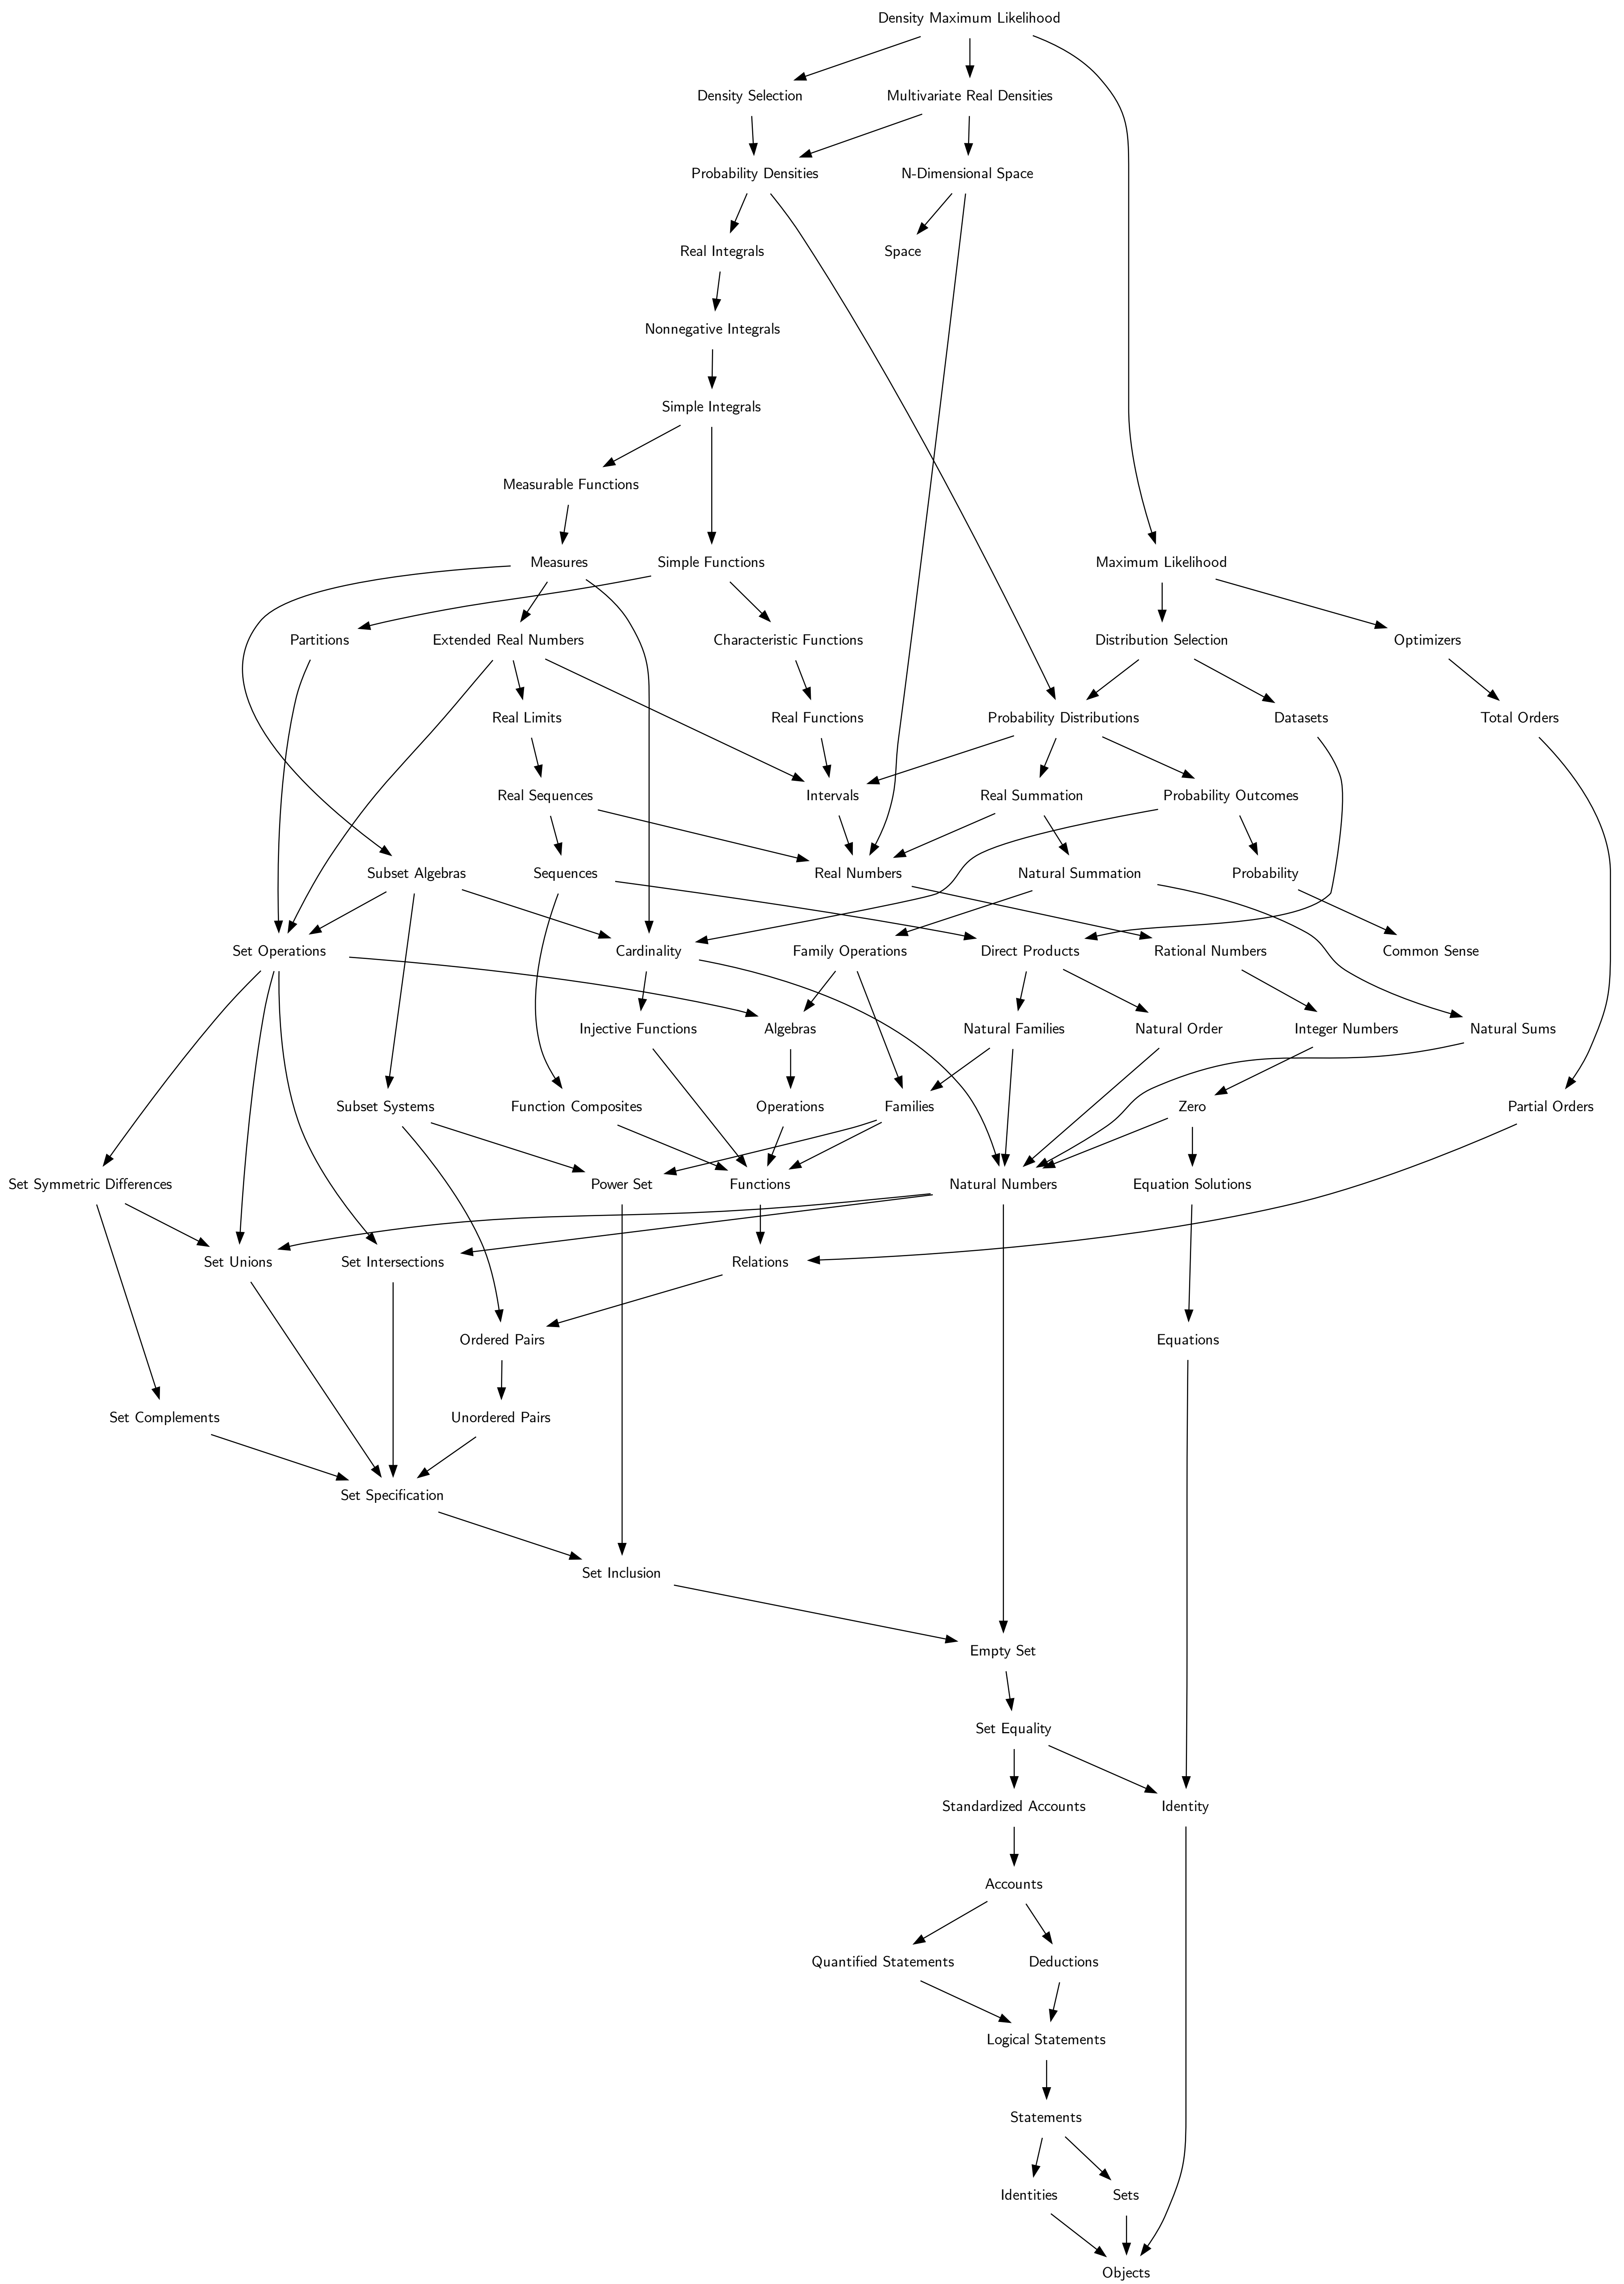 Density Maximum Likelihood
Density Selection
Multivariate Real Densities
Probability Densities
N-Dimensional Space
Real Integrals
Space
Nonnegative Integrals
Simple Integrals
Measurable Functions
Measures
Simple Functions
Maximum Likelihood
Partitions
Extended Real Numbers
Characteristic Functions
Distribution Selection
Optimizers
Real Limits
Real Functions
Probability Distributions
Datasets
Total Orders
Real Sequences
Intervals
Real Summation
Probability Outcomes
Subset Algebras
Sequences
Real Numbers
Natural Summation
Probability
Set Operations
Cardinality
Family Operations
Direct Products
Rational Numbers
Common Sense
Injective Functions
Algebras
Natural Families
Natural Order
Integer Numbers
Natural Sums
Subset Systems
Function Composites
Operations
Families
Zero
Partial Orders
Set Symmetric Differences
Power Set
Functions
Natural Numbers
Equation Solutions
Set Unions
Set Intersections
Relations
Ordered Pairs
Equations
Set Complements
Unordered Pairs
Set Specification
Set Inclusion
Empty Set
Set Equality
Standardized Accounts
Identity
Accounts
Quantified Statements
Deductions
Logical Statements
Statements
Identities
Sets
Objects